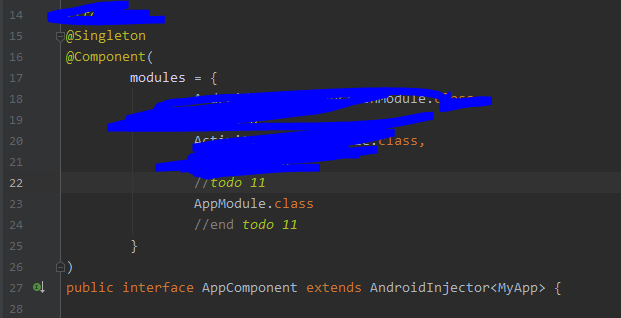 14
15 @Singleton
16 @Component(
17 modules = {
18
19
20 .class,
21
22 //todo 11
23 AppModule.class
24 //end todo 11
25 }
26 )
27 public interface AppComponent extends AndroidInjector<MyApp> {
28